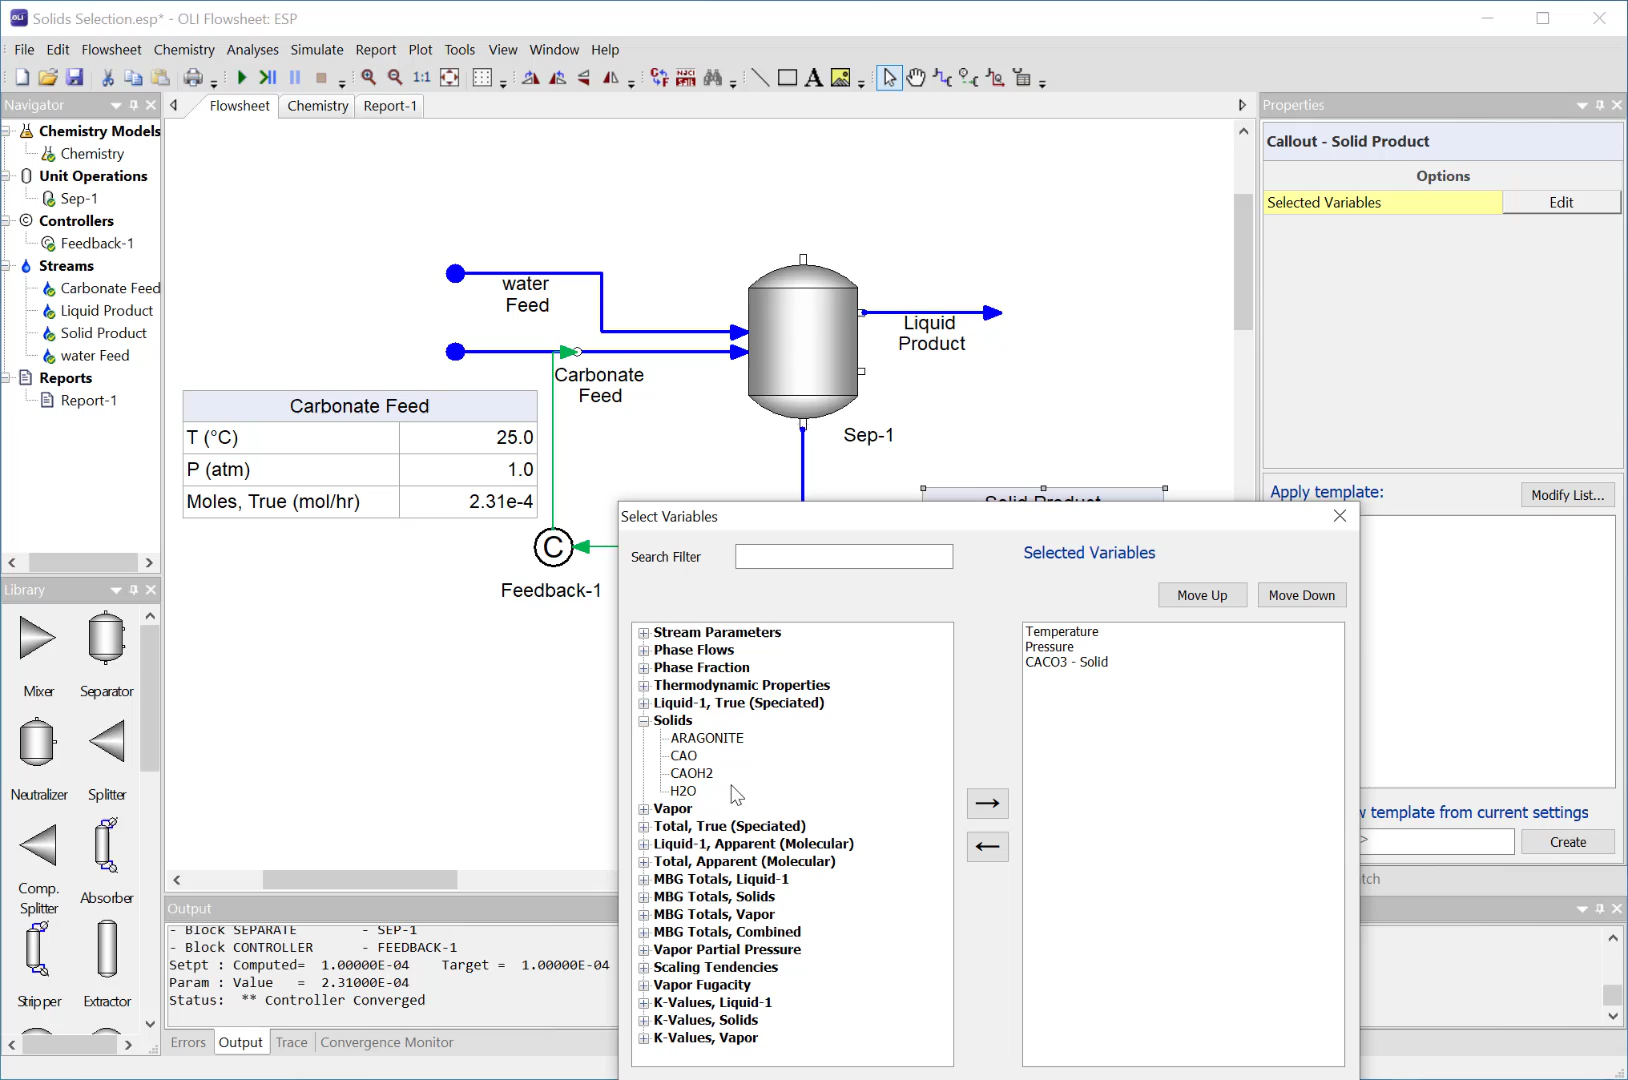 Solids Selection.esp* - OLI Flowsheet: ESP
File Edit Flowsheet Chemistry Analyses Simulate Report Plot Tools View Window Help
1:1
Navigator
Flowsheet Chemistry Report-1
Properties
Chemistry Models
Chemistry
Unit Operations
Sep-1
Controllers
Feedback-1
Streams
Carbonate Feed
Liquid Product
Solid Product
water Feed
Reports
Report-1
Callout - Solid Product
Options
Selected Variables Edit
water
Feed
Carbonate
Feed
Liquid
Product
Sep-1
Carbonate Feed
T (°C) 25.0
P (atm) 1.0
Moles, True (mol/hr) 2.31e-4
C
Feedback-1
Solid Product
Apply template:
Modify List...
w template from current settings
>
Create
tch
Library
Mixer Separator
Neutralizer Splitter
Comp.
Splitter
Absorber
Stripper Extractor
Select Variables
Search Filter
Selected Variables
Move Up Move Down
Stream Parameters
Phase Flows
Phase Fraction
Thermodynamic Properties
Liquid-1, True (Speciated)
Solids
ARAGONITE
CAO
CAOH2
H2O
Vapor
Total, True (Speciated)
Liquid-1, Apparent (Molecular)
Total, Apparent (Molecular)
MBG Totals, Liquid-1
MBG Totals, Solids
MBG Totals, Vapor
MBG Totals, Combined
Vapor Partial Pressure
Scaling Tendencies
Vapor Fugacity
K-Values, Liquid-1
K-Values, Solids
K-Values, Vapor
Temperature
Pressure
CACO3 - Solid
Output
- Block SEPARATE - SEP-1
- Block CONTROLLER - FEEDBACK-1
Setpt : Computed= 1.00000E-04 Target = 1.00000E-04
Param : Value = 2.31000E-04
Status: ** Controller Converged
Errors Output Trace Convergence Monitor